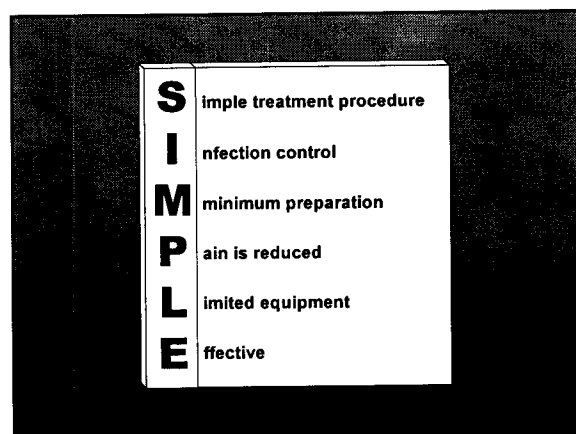 S imple treatment procedure
I nfection control
M minimum preparation
P ain is reduced
L imited equipment
E ffective